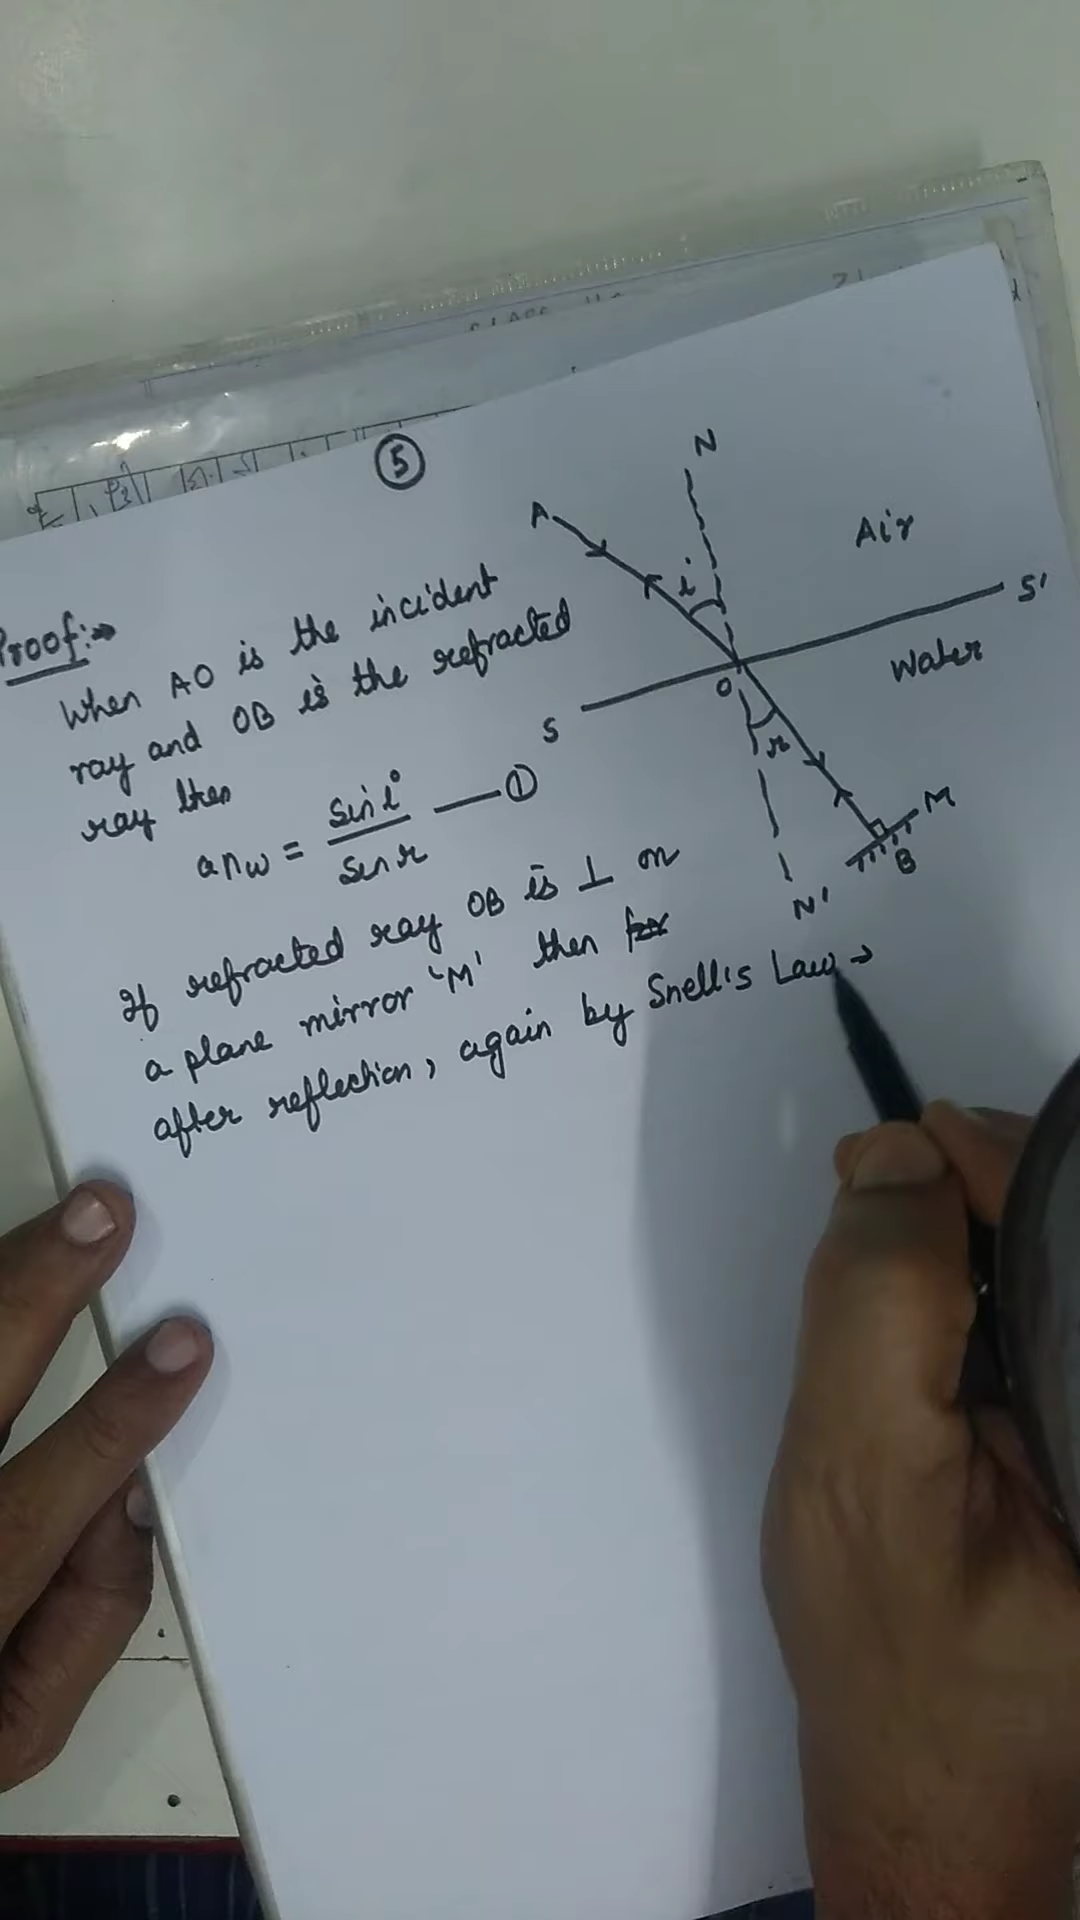 5
Proof:→
When AO is the incident
ray and OB is the refracted
ray then
anw = sin i / sin r — 1
If refracted ray OB is ⊥ on
a plane mirror 'M' then for
after reflection, again by Snell's Law →
N
A
i
Air
S'
Water
O
S
r
M
B
N'